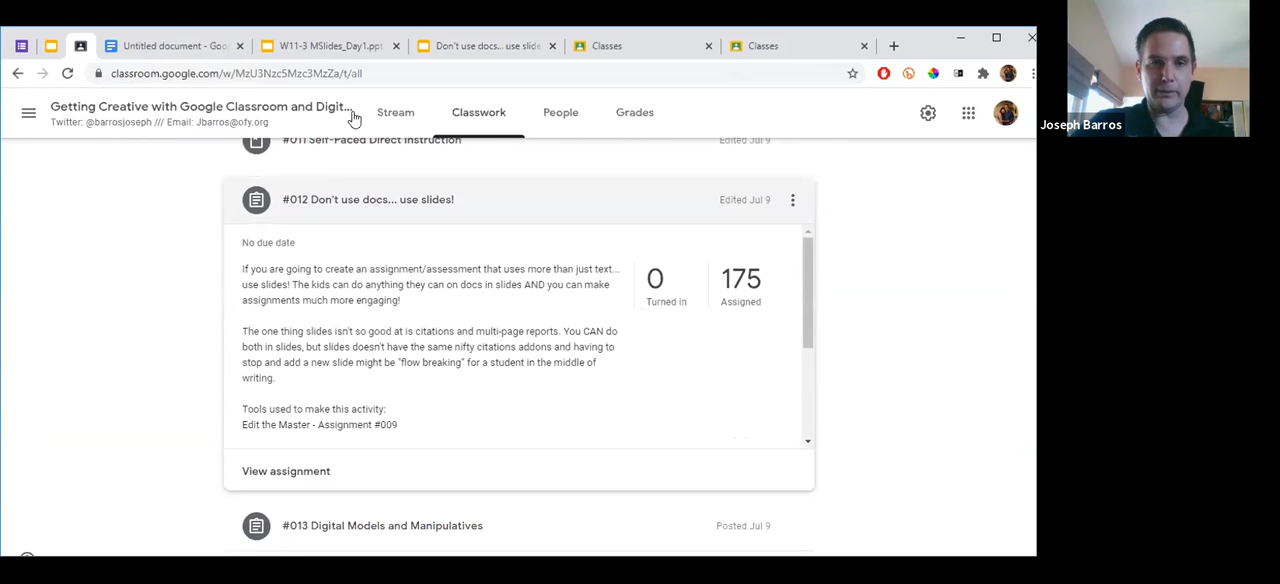 Untitled document - Goo
W11-3 MSlides_Day1.ppt
Don't use docs... use slide
Classes
Classes
classroom.google.com/w/MzU3Nzc5Mzc3MzZa/t/all
Getting Creative with Google Classroom and Digit...
Twitter: @barrosjoseph /// Email: Jbarros@ofy.org
Stream
Classwork
People
Grades
Joseph Barros
#011 Self-Paced Direct Instruction
Edited Jul 9
#012 Don't use docs... use slides!
Edited Jul 9
No due date
If you are going to create an assignment/assessment that uses more than just text...
use slides! The kids can do anything they can on docs in slides AND you can make
assignments much more engaging!
0
Turned in
175
Assigned
The one thing slides isn't so good at is citations and multi-page reports. You CAN do
both in slides, but slides doesn't have the same nifty citations addons and having to
stop and add a new slide might be "flow breaking" for a student in the middle of
writing.
Tools used to make this activity:
Edit the Master - Assignment #009
View assignment
#013 Digital Models and Manipulatives
Posted Jul 9